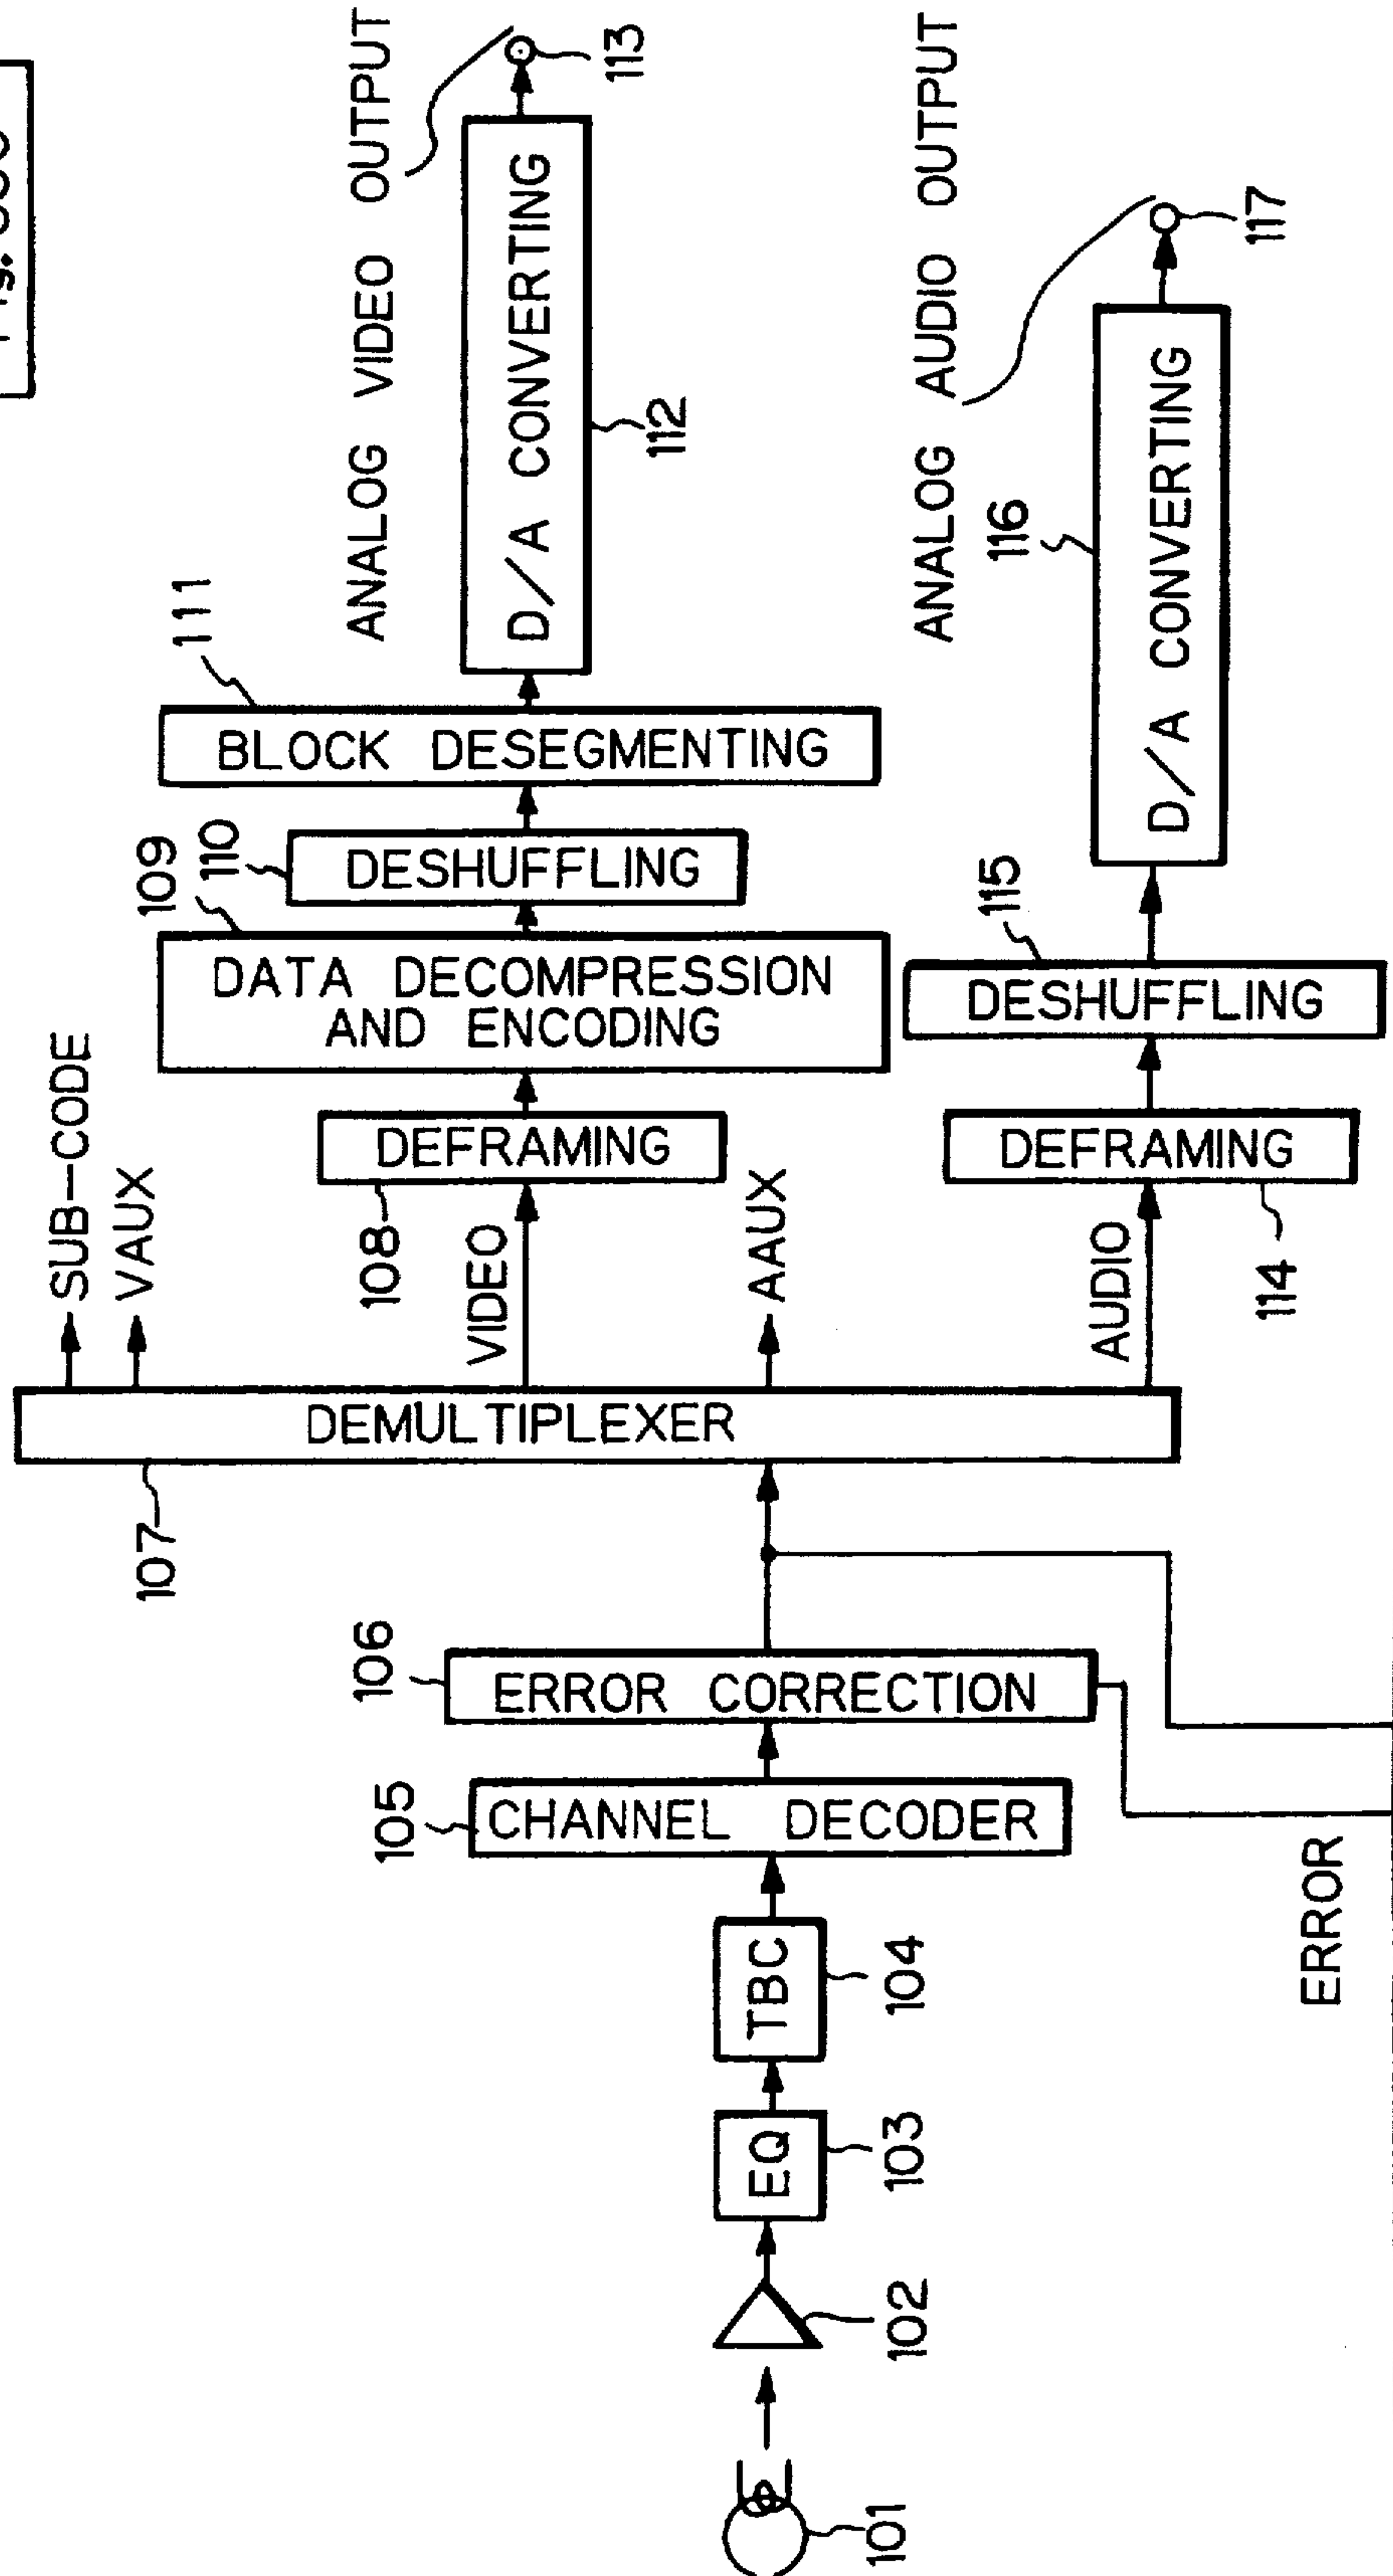 ANALOG VIDEO OUTPUT
113
D/A CONVERTING
112
111
BLOCK DESEGMENTING
110
DESHUFFLING
109
DATA DECOMPRESSION
AND ENCODING
DEFRAMING
108
SUB-CODE
VAUX
VIDEO
AAUX
AUDIO
ANALOG AUDIO OUTPUT
117
116
D/A CONVERTING
115
DESHUFFLING
DEFRAMING
114
DEMULTIPLEXER
107
106
ERROR CORRECTION
105
CHANNEL DECODER
TBC
104
EQ
103
102
101
ERROR